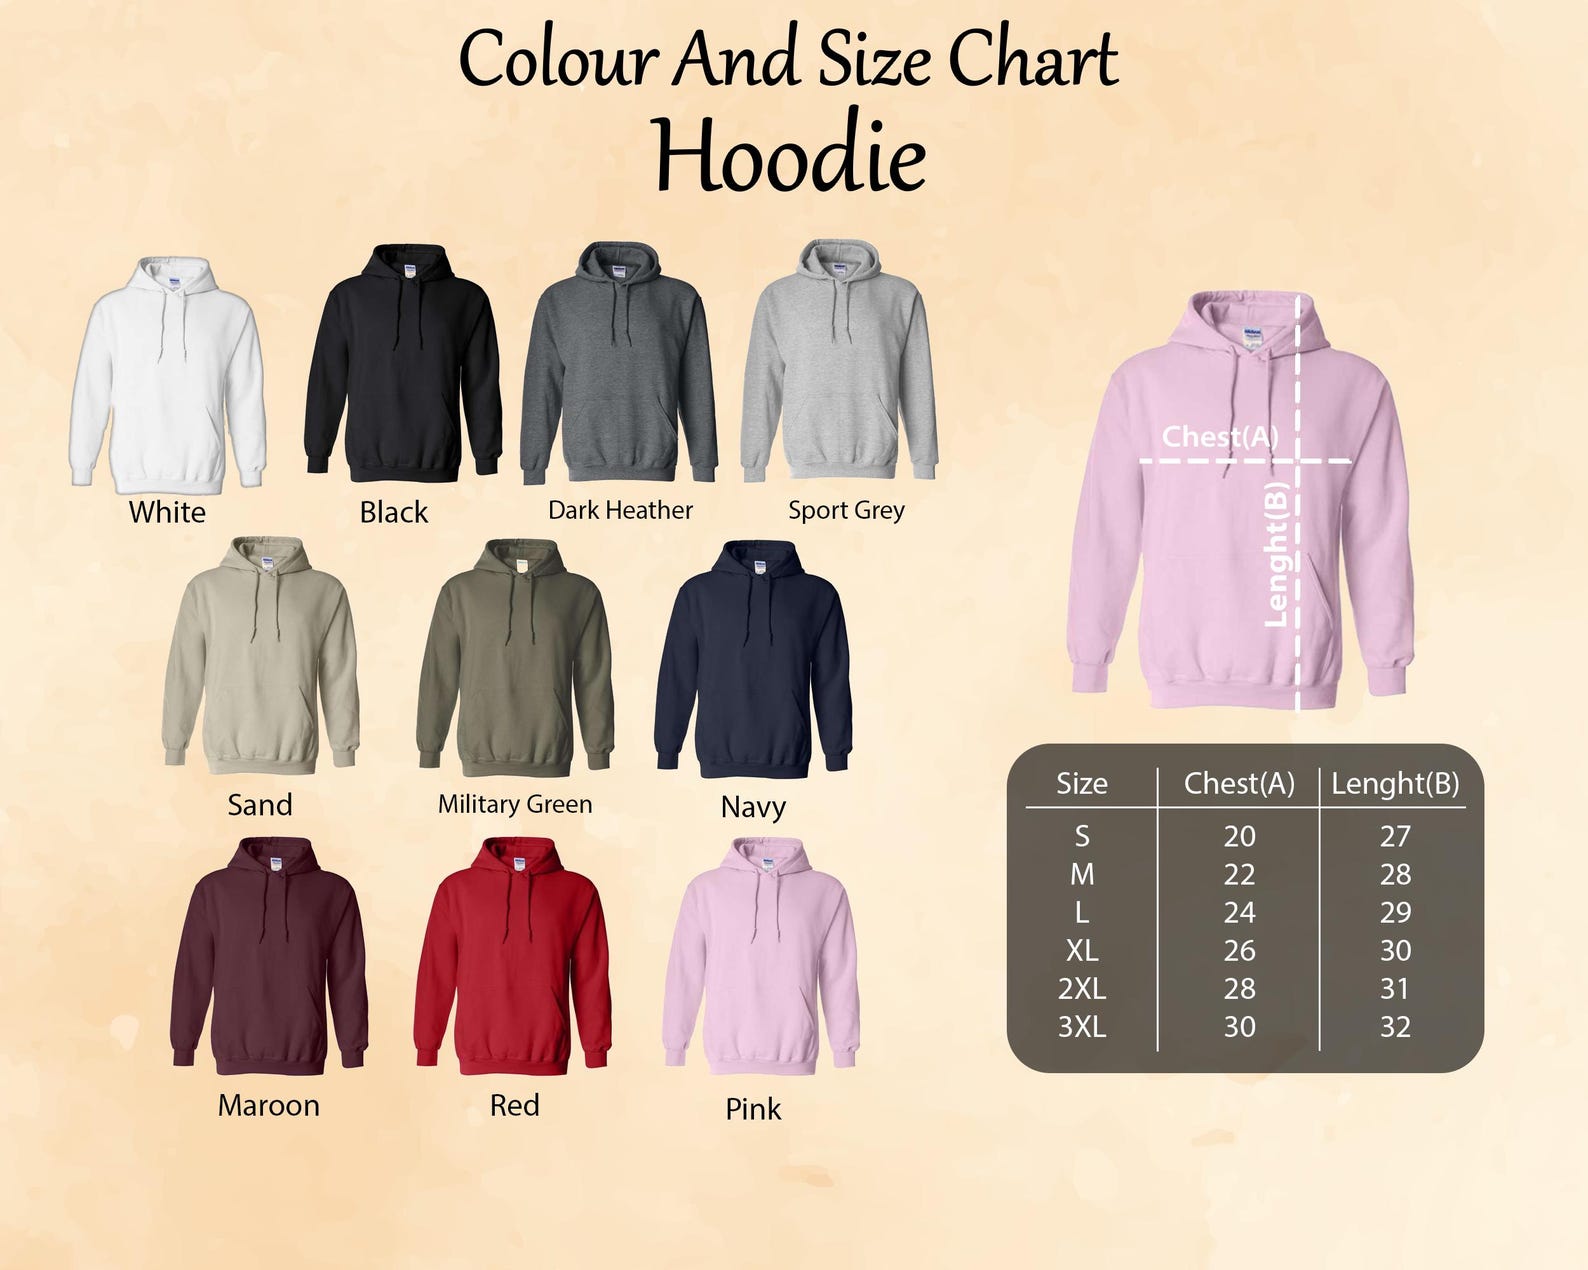 Colour And Size Chart
Hoodie
White
Black
Dark Heather
Sport Grey
Sand
Military Green
Navy
Maroon
Red
Pink
Chest(A)
Lenght(B)
Size Chest(A) Lenght(B)
S 20 27
M 22 28
L 24 29
XL 26 30
2XL 28 31
3XL 30 32